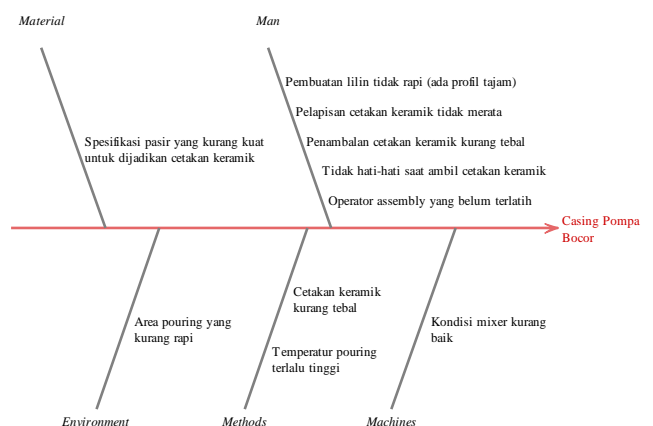 Material
Man
Pembuatan lilin tidak rapi (ada profil tajam)
Pelapisan cetakan keramik tidak merata
Spesifikasi pasir yang kurang kuat
untuk dijadikan cetakan keramik
Penambalan cetakan keramik kurang tebal
Tidak hati-hati saat ambil cetakan keramik
Operator assembly yang belum terlatih
Casing Pompa
Bocor
Cetakan keramik
kurang tebal
Area pouring yang
kurang rapi
Kondisi mixer kurang
baik
Temperatur pouring
terlalu tinggi
Environment
Methods
Machines